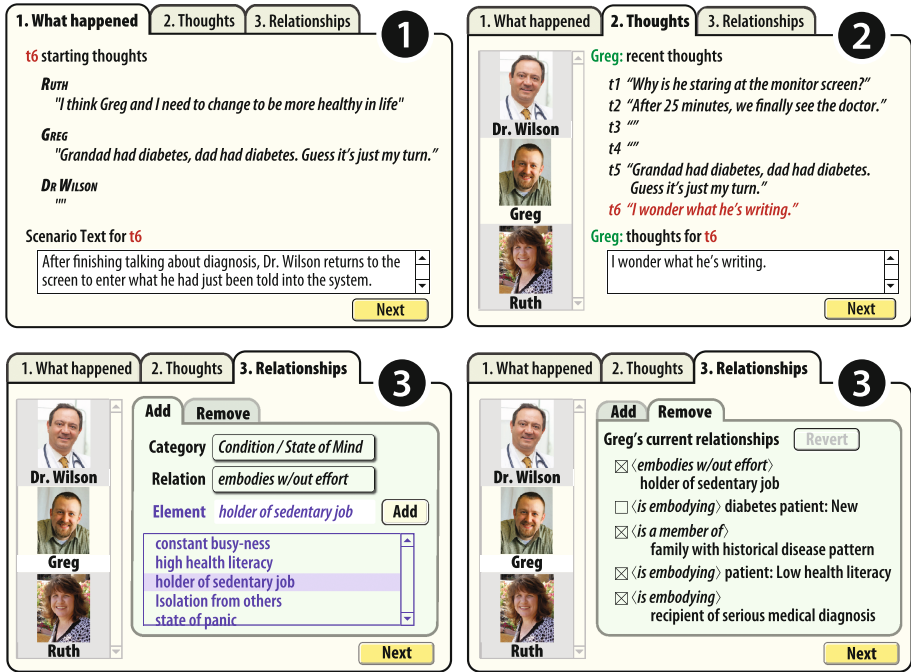 1. What happened 2. Thoughts 3. Relationships
1
t6 starting thoughts
RUTH
"I think Greg and I need to change to be more healthy in life"
GREG
"Grandad had diabetes, dad had diabetes. Guess it's just my turn."
DR WILSON
""
Scenario Text for t6
After finishing talking about diagnosis, Dr. Wilson returns to the
screen to enter what he had just been told into the system.
Next
1. What happened 2. Thoughts 3. Relationships
2
Dr. Wilson
Greg
Ruth
Greg: recent thoughts
t1 “Why is he staring at the monitor screen?”
t2 “After 25 minutes, we finally see the doctor.”
t3 “”
t4 “”
t5 “Grandad had diabetes, dad had diabetes.
Guess it’s just my turn.”
t6 “I wonder what he’s writing.”
Greg: thoughts for t6
I wonder what he’s writing.
Next
1. What happened 2. Thoughts 3. Relationships
3
Dr. Wilson
Greg
Ruth
Add Remove
Category Condition / State of Mind
Relation embodies w/out effort
Element holder of sedentary job Add
constant busy-ness
high health literacy
holder of sedentary job
Isolation from others
state of panic
Next
1. What happened 2. Thoughts 3. Relationships
3
Dr. Wilson
Greg
Ruth
Add Remove
Greg’s current relationships Revert
〈embodies w/out effort〉
holder of sedentary job
〈is embodying〉 diabetes patient: New
〈is a member of〉
family with historical disease pattern
〈is embodying〉 patient: Low health literacy
〈is embodying〉
recipient of serious medical diagnosis
Next